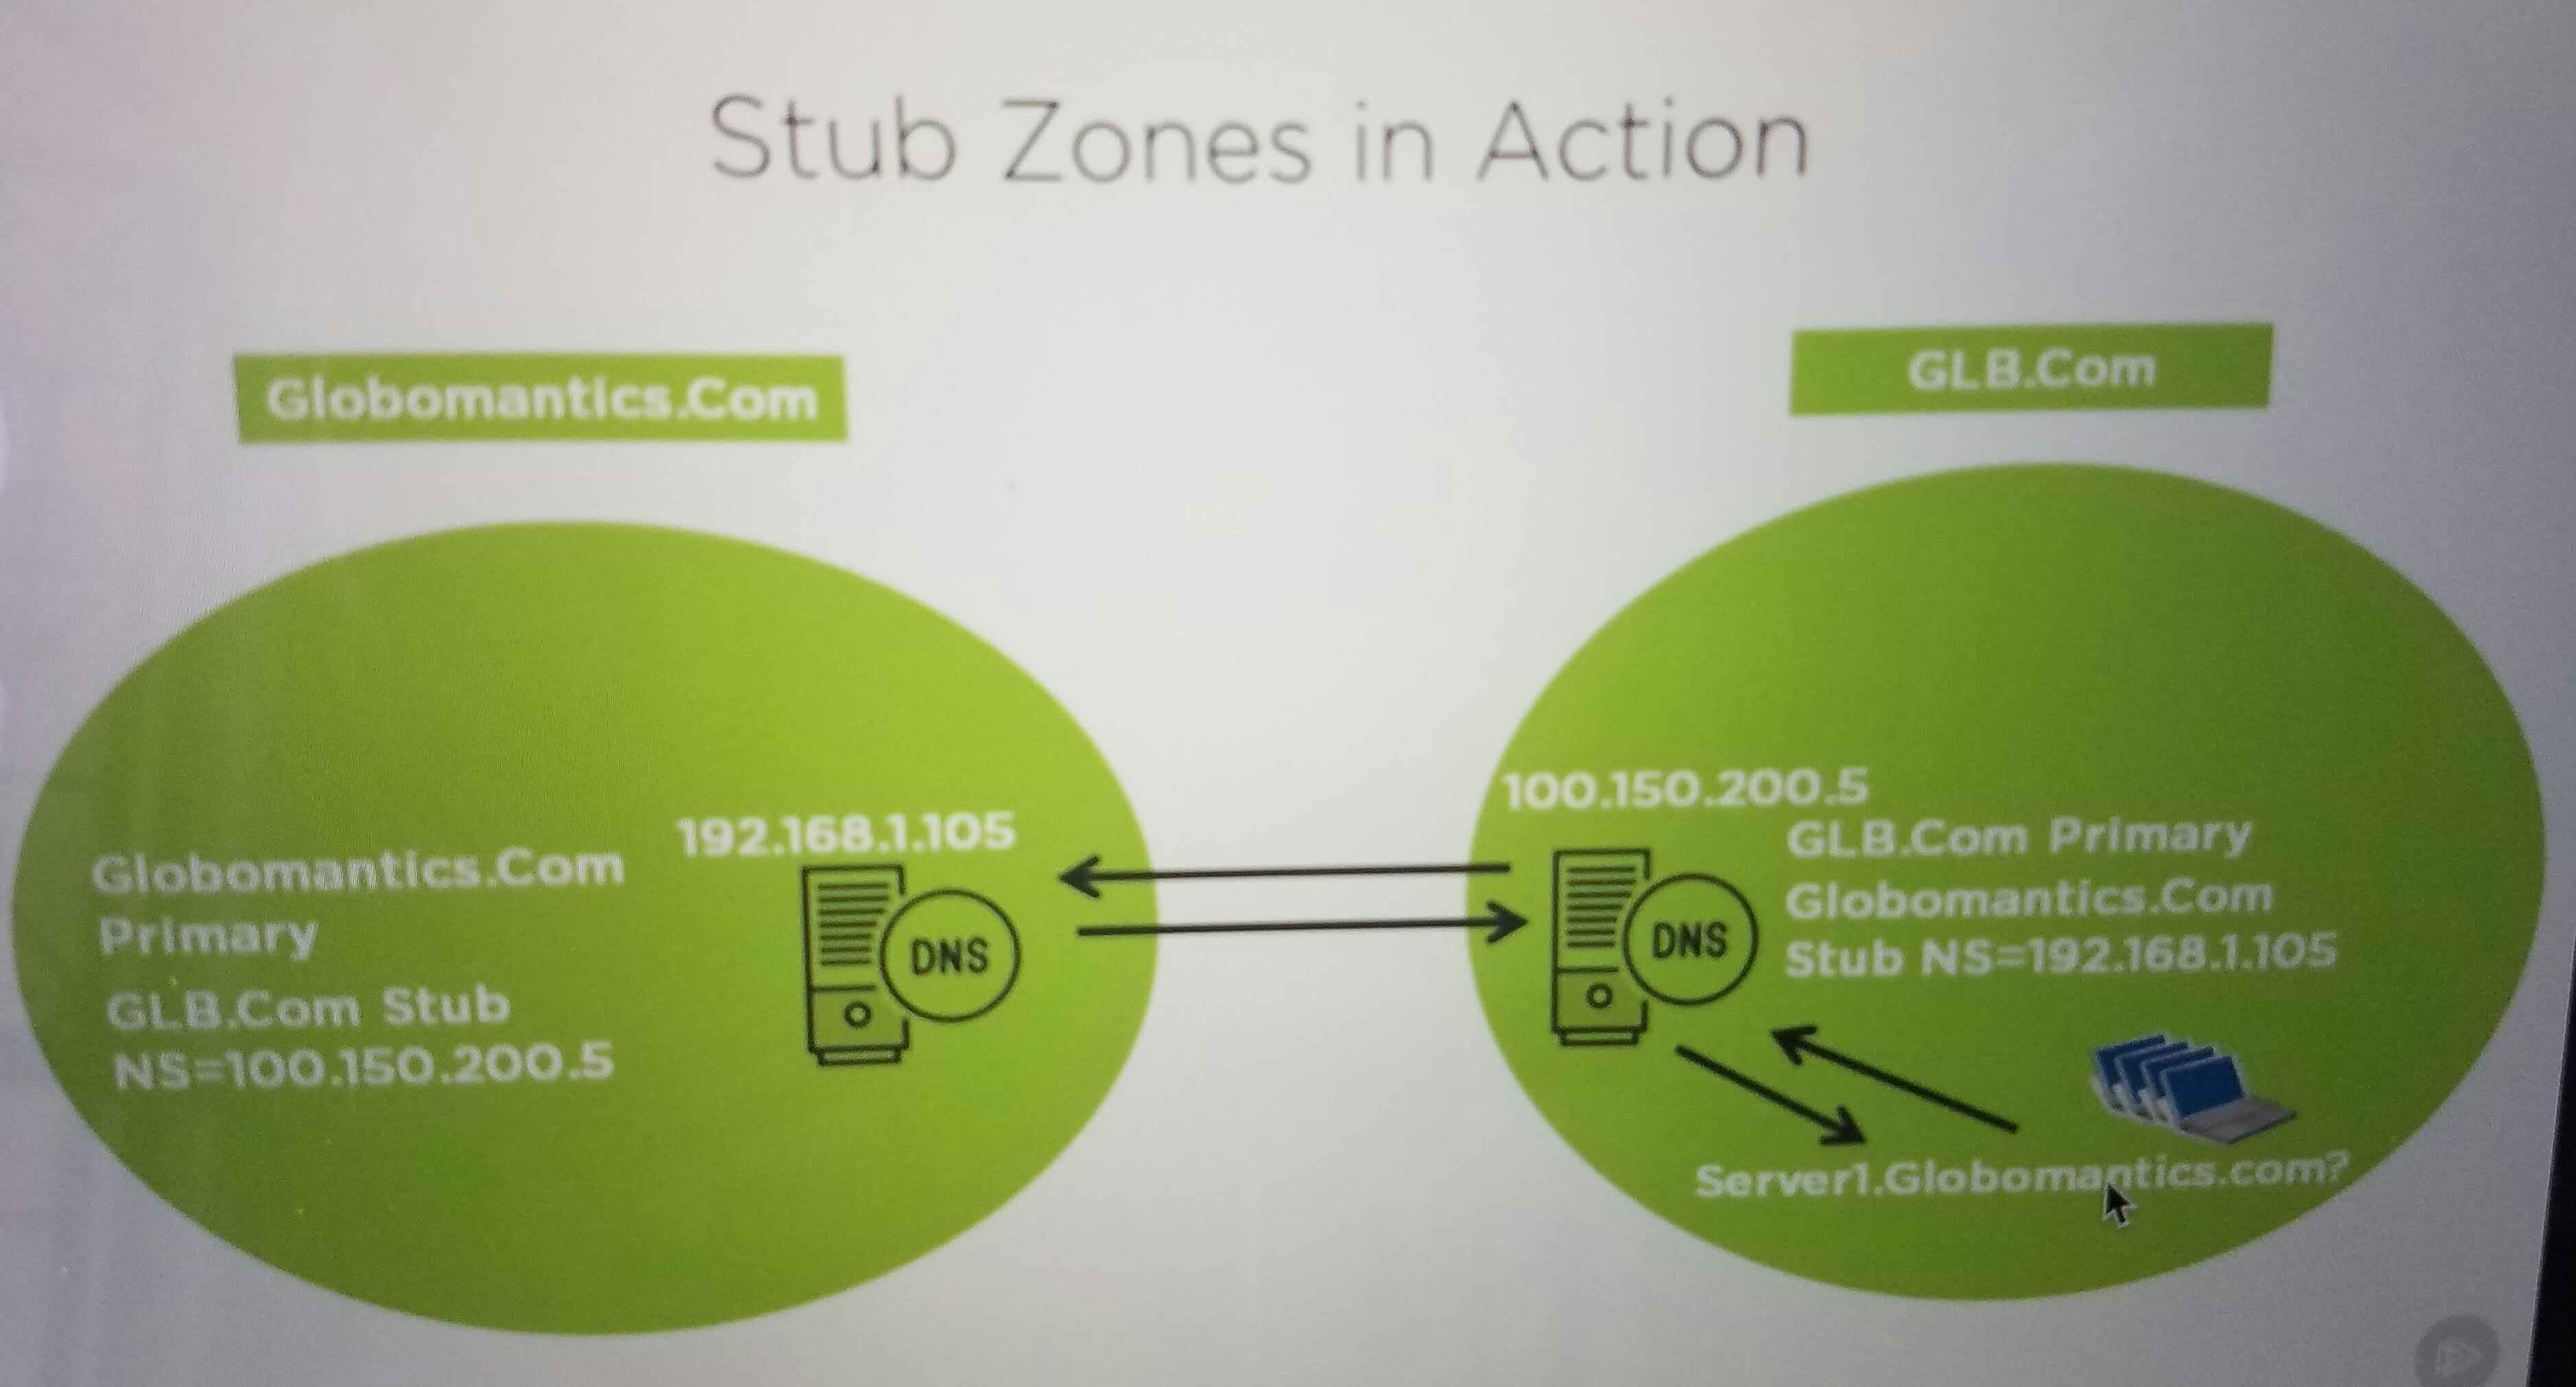 Stub Zones in Action
Globomantics.Com
GLB.Com
192.168.1.105
Globomantics.Com
Primary
GLB.Com Stub
NS=100.150.200.5
DNS
100.150.200.5
GLB.Com Primary
Globomantics.Com
Stub NS=192.168.1.105
DNS
Server1.Globomantics.com?